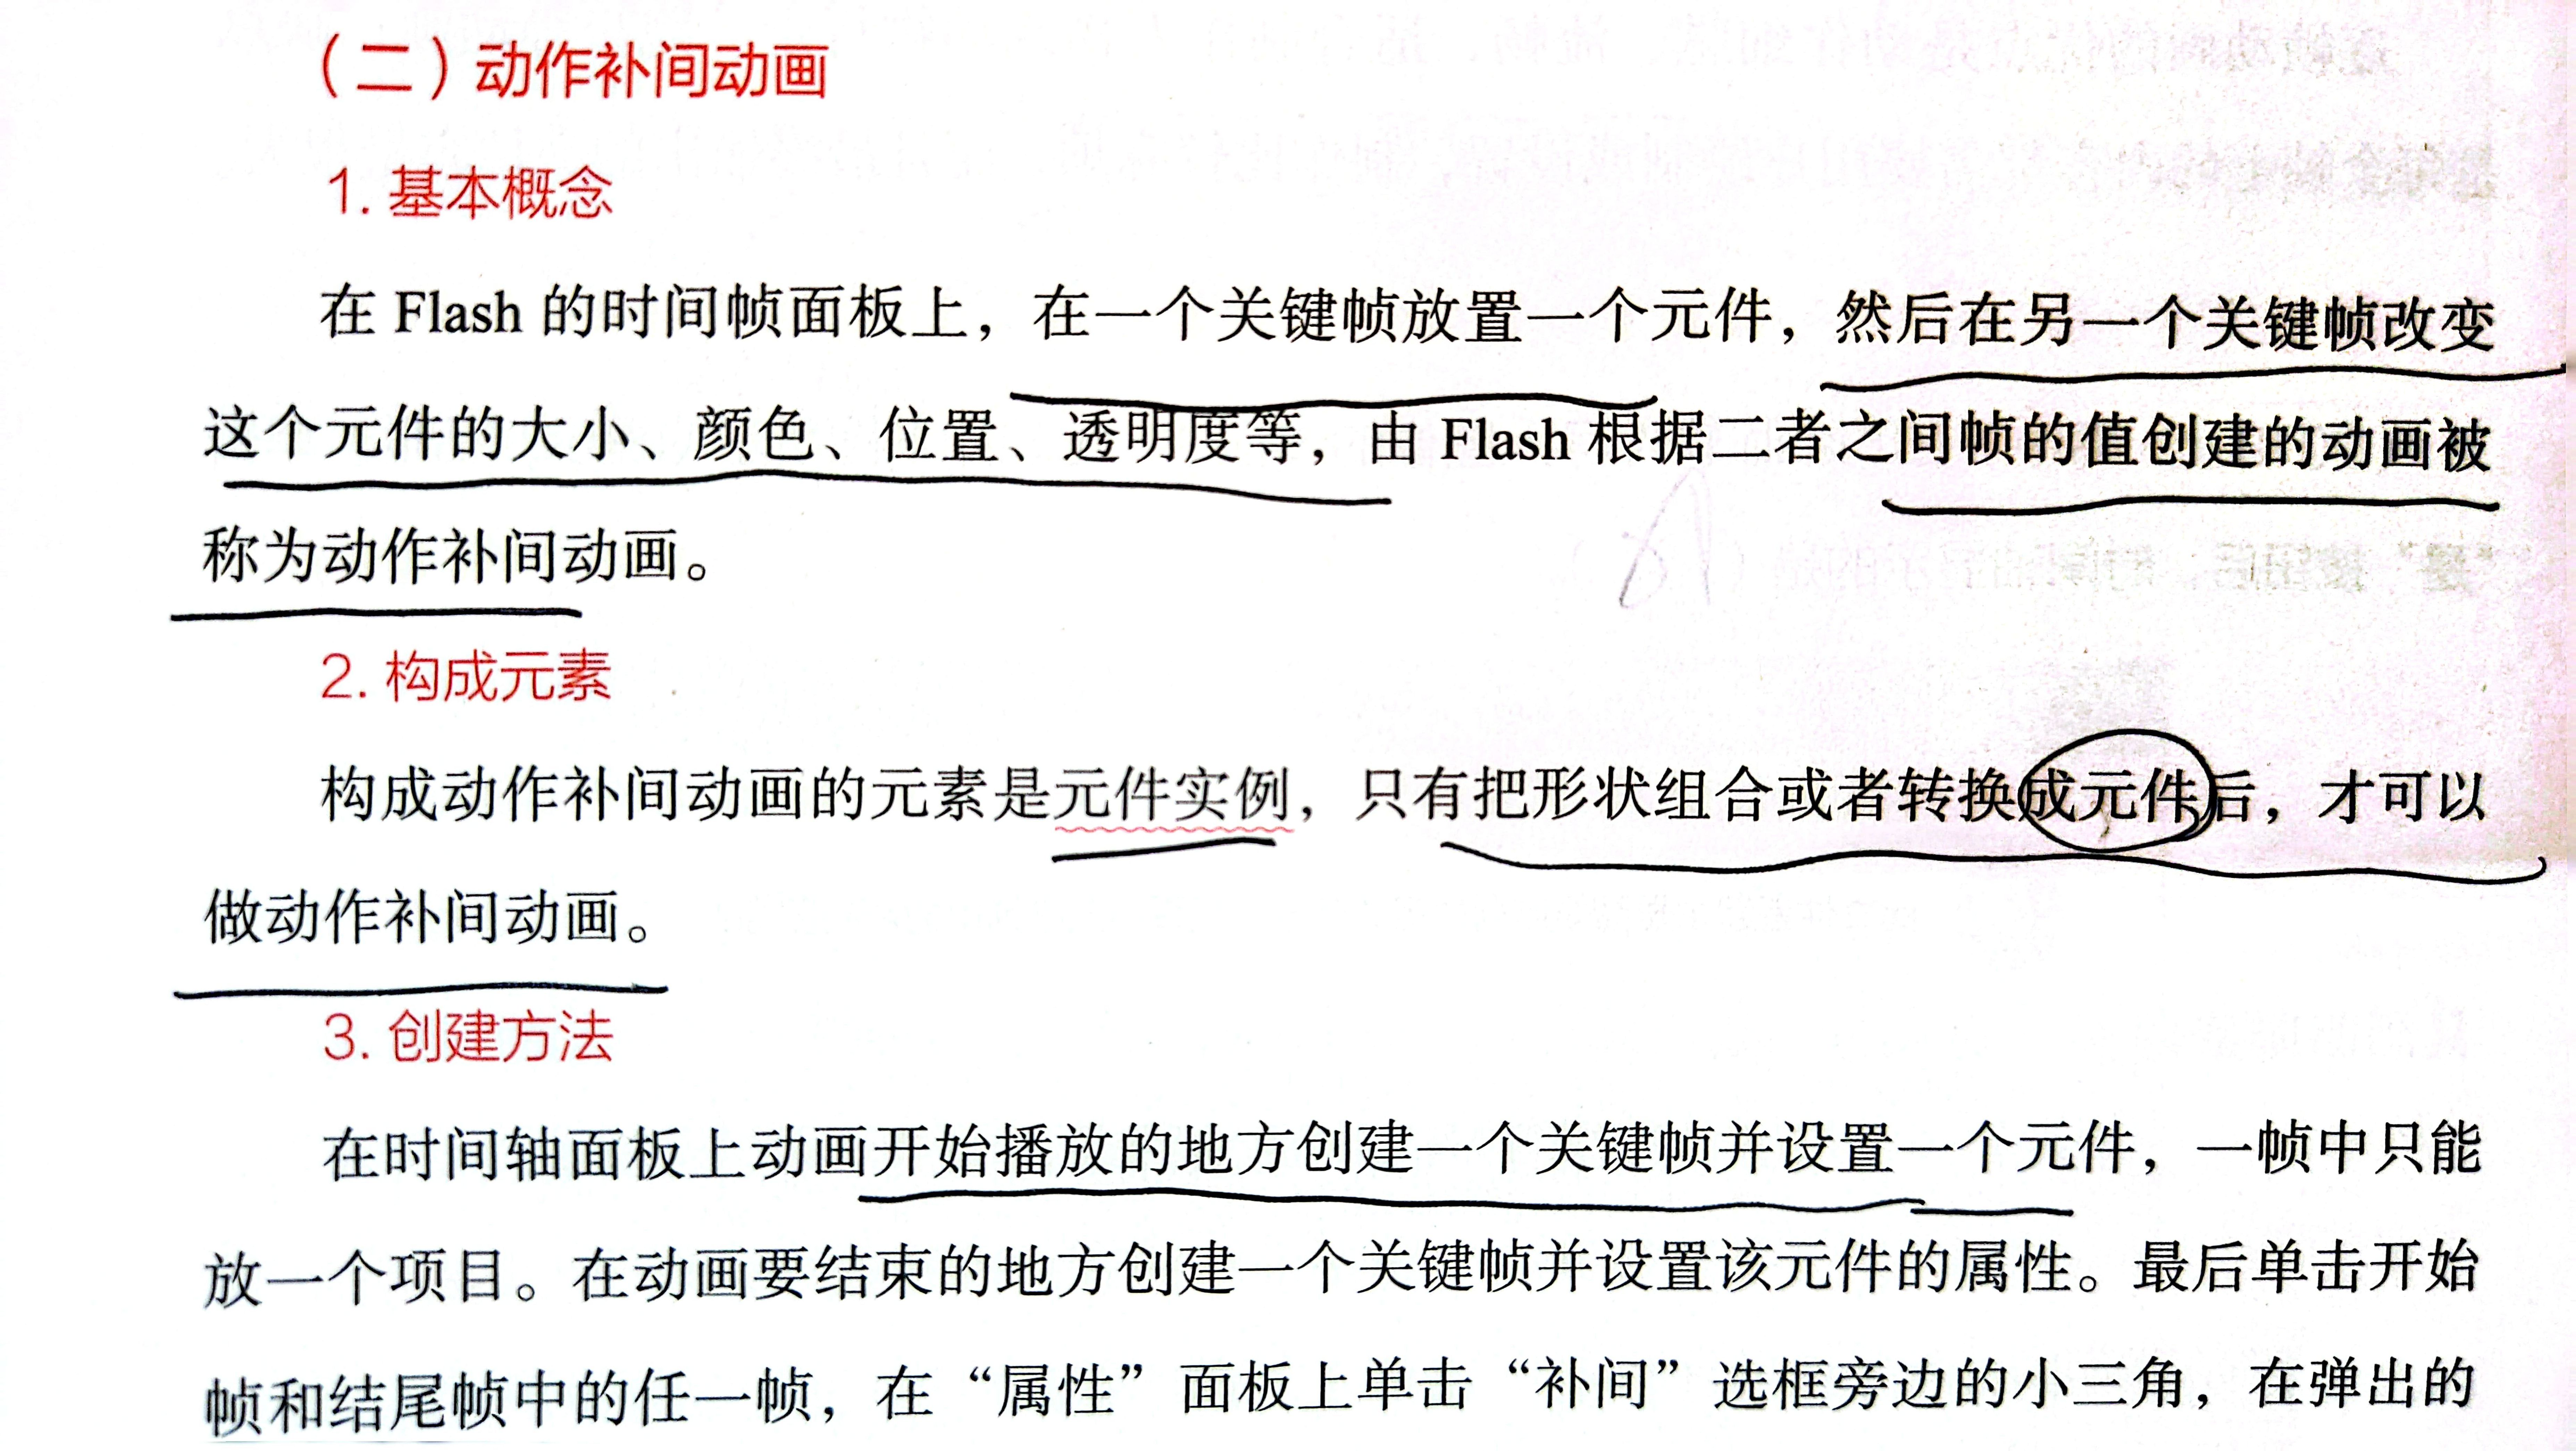 （二）动作补间动画
1. 基本概念
在 Flash 的时间帧面板上，在一个关键帧放置一个元件，然后在另一个关键帧改变
这个元件的大小、颜色、位置、透明度等，由 Flash 根据二者之间帧的值创建的动画被
称为动作补间动画。
2. 构成元素
构成动作补间动画的元素是元件实例，只有把形状组合或者转换成元件后，才可以
做动作补间动画。
3. 创建方法
在时间轴面板上动画开始播放的地方创建一个关键帧并设置一个元件，一帧中只能
放一个项目。在动画要结束的地方创建一个关键帧并设置该元件的属性。最后单击开始
帧和结尾帧中的任一帧，在“属性”面板上单击“补间”选框旁边的小三角，在弹出的